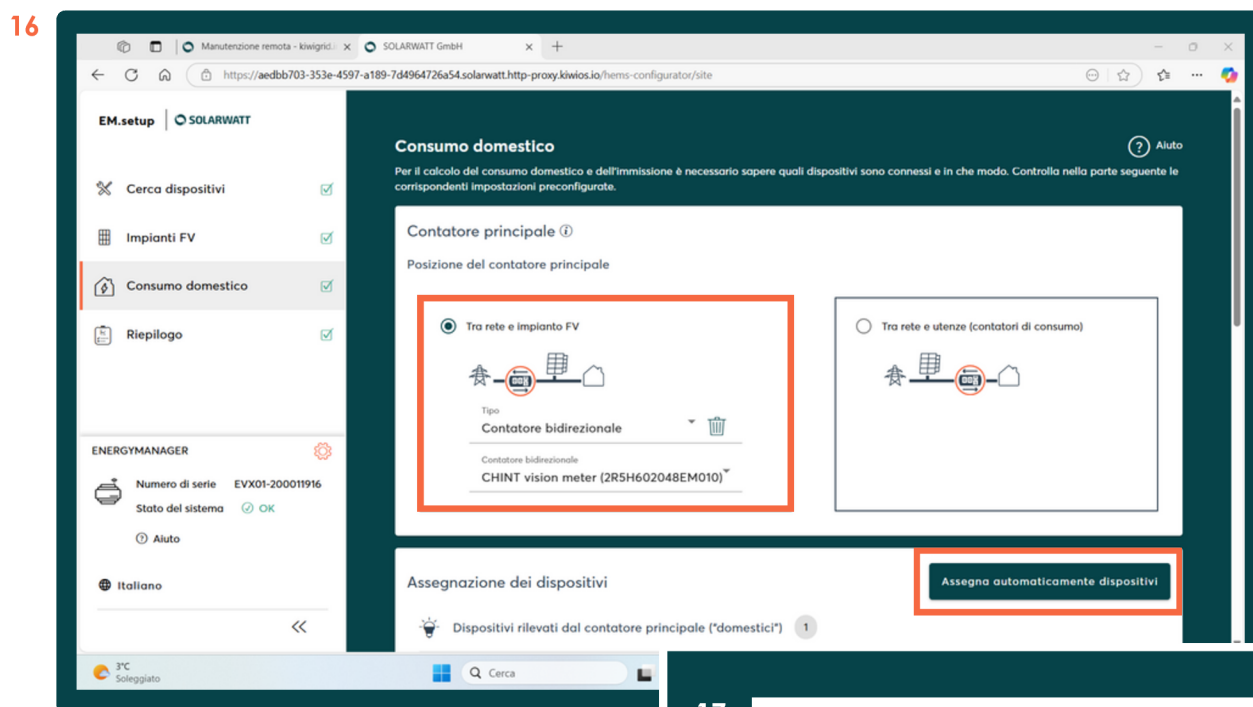 16
Manutenzione remota - kiwigrid.
SOLARWATT GmbH
https://aedbb703-353e-4597-a189-7d4964726a54.solarwatt.http-proxy.kiwios.io/hems-configurator/site
EM.setup SOLARWATT
Cerca dispositivi
Impianti FV
Consumo domestico
Riepilogo
ENERGYMANAGER
Numero di serie EVX01-200011916
Stato del sistema OK
Aiuto
Italiano
Consumo domestico
Aiuto
Per il calcolo del consumo domestico e dell'immissione è necessario sapere quali dispositivi sono connessi e in che modo. Controlla nella parte seguente le
corrispondenti impostazioni preconfigurate.
Contatore principale
Posizione del contatore principale
Tra rete e impianto FV
Tipo
Contatore bidirezionale
Contatore bidirezionale
CHINT vision meter (2R5H602048EM010)
Tra rete e utenze (contatori di consumo)
Assegnazione dei dispositivi
Assegna automaticamente dispositivi
Dispositivi rilevati dal contatore principale ("domestici") 1
3°C
Soleggiato
Cerca